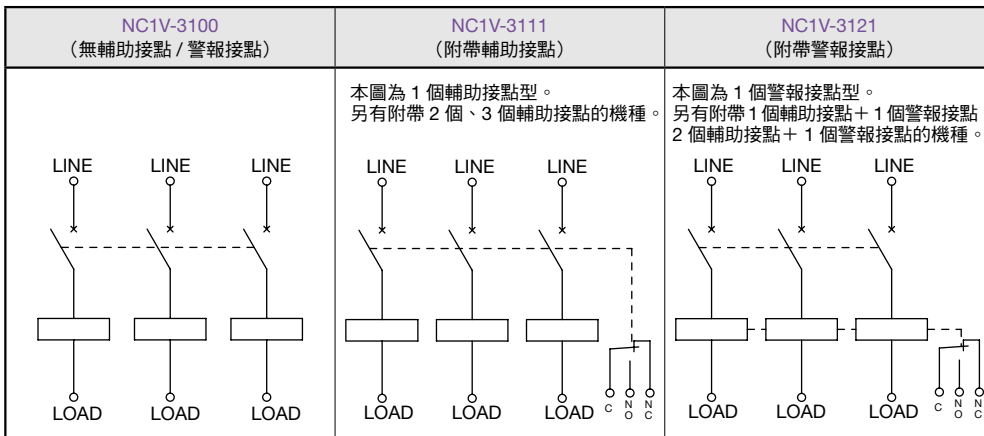 NC1V-3100
（無輔助接點 / 警報接點）
NC1V-3111
（附帶輔助接點）
NC1V-3121
（附帶警報接點）
本圖為 1 個輔助接點型。
另有附帶 2 個、3 個輔助接點的機種。
本圖為 1 個警報接點型。
另有附帶 1 個輔助接點＋ 1 個警報接點
2 個輔助接點＋ 1 個警報接點的機種。
LINE LINE LINE
LOAD LOAD LOAD
LINE LINE LINE
LOAD LOAD LOAD
C NO NC
LINE LINE LINE
LOAD LOAD LOAD
C NO NC